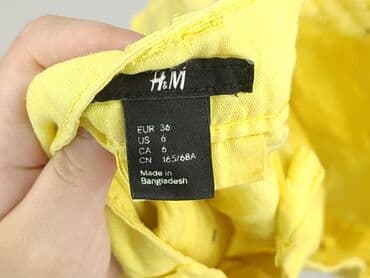 H&M
EUR 36
US 6
CA 6
CN 165/68A
Made in
Bangladesh